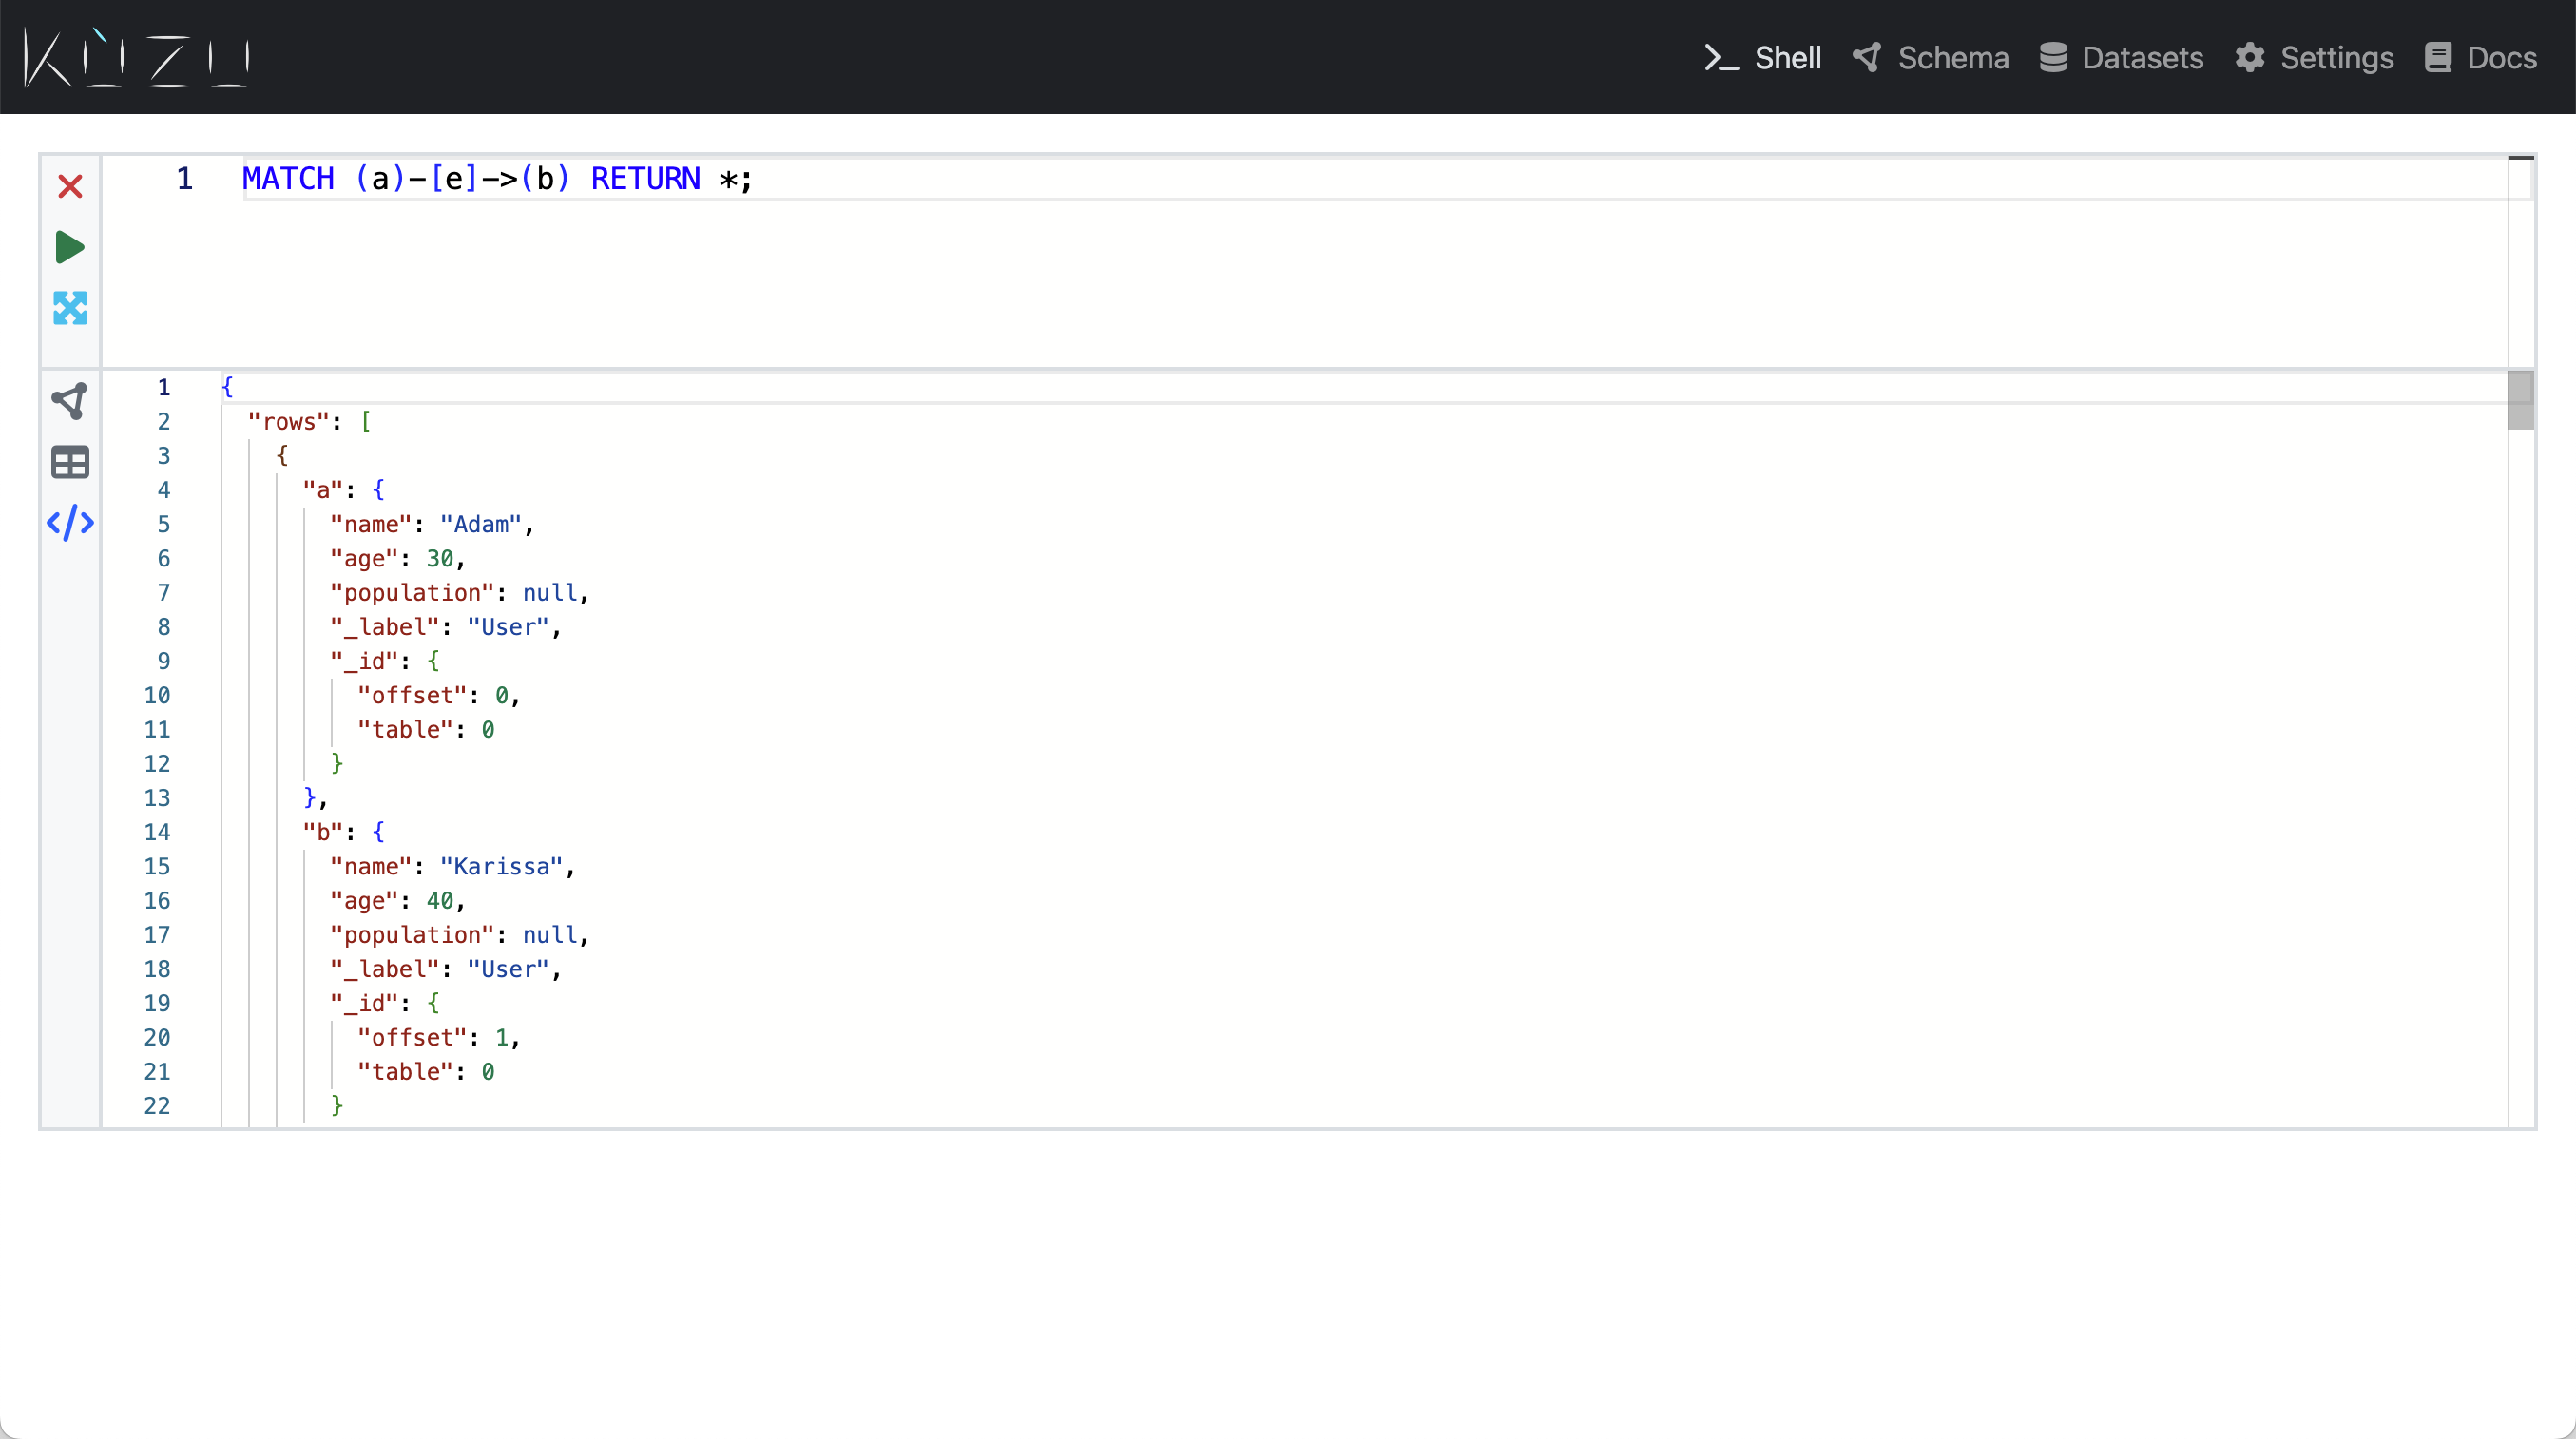 KÙZU
Shell Schema Datasets Settings Docs
1 MATCH (a)-[e]->(b) RETURN *;
1 {
2 "rows": [
3 {
4 "a": {
5 "name": "Adam",
6 "age": 30,
7 "population": null,
8 "_label": "User",
9 "_id": {
10 "offset": 0,
11 "table": 0
12 }
13 },
14 "b": {
15 "name": "Karissa",
16 "age": 40,
17 "population": null,
18 "_label": "User",
19 "_id": {
20 "offset": 1,
21 "table": 0
22 }